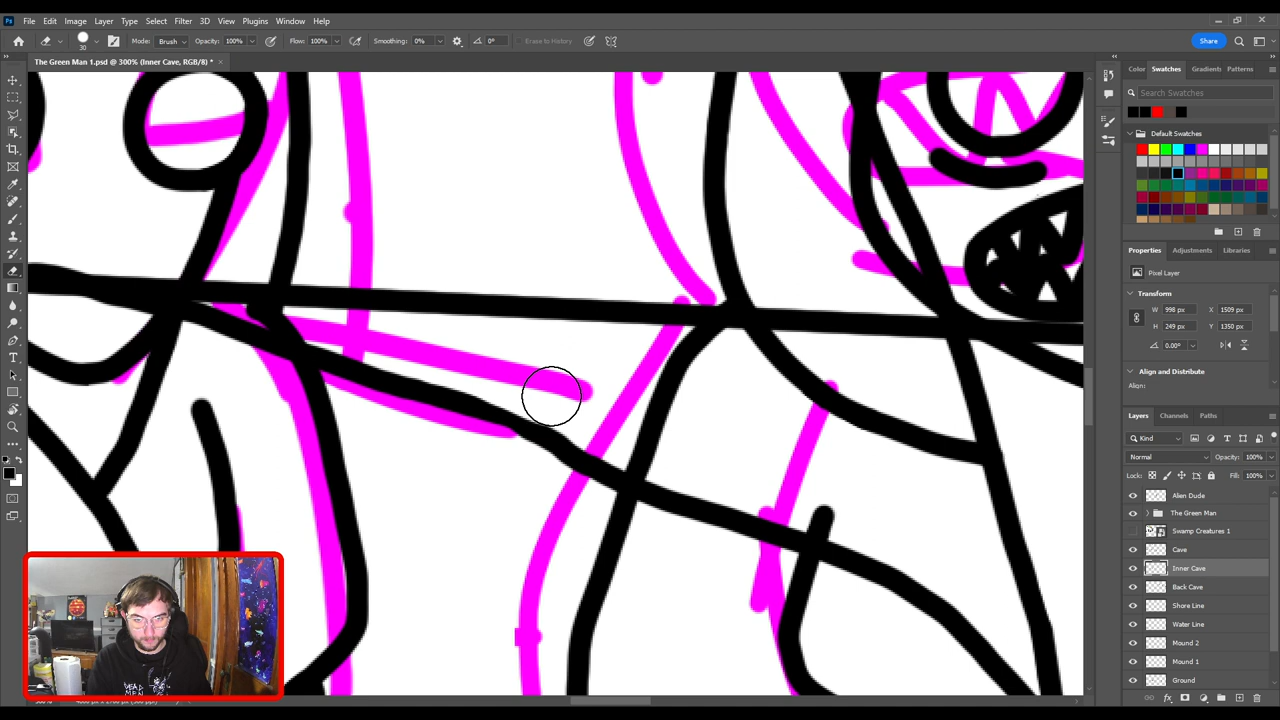 Ps File Edit Image Layer Type Select Filter 3D View Plugins Window Help
30 Mode: Brush Opacity: 100% Flow: 100% Smoothing: 0% 0° Erase to History Share
The Green Man 1.psd @ 300% (Inner Cave, RGB/8) * ×
Color Swatches Gradients Patterns
Search Swatches
Default Swatches
Properties Adjustments Libraries
Pixel Layer
Transform
W 998 px X 1509 px
H 249 px Y 1350 px
0.00°
Align and Distribute
Align:
Layers Channels Paths
Kind
Normal Opacity: 100%
Lock: Fill: 100%
Alien Dude
The Green Man
Swamp Creatures 1
Cave
Inner Cave
Back Cave
Shore Line
Water Line
Mound 2
Mound 1
Ground
DEAD